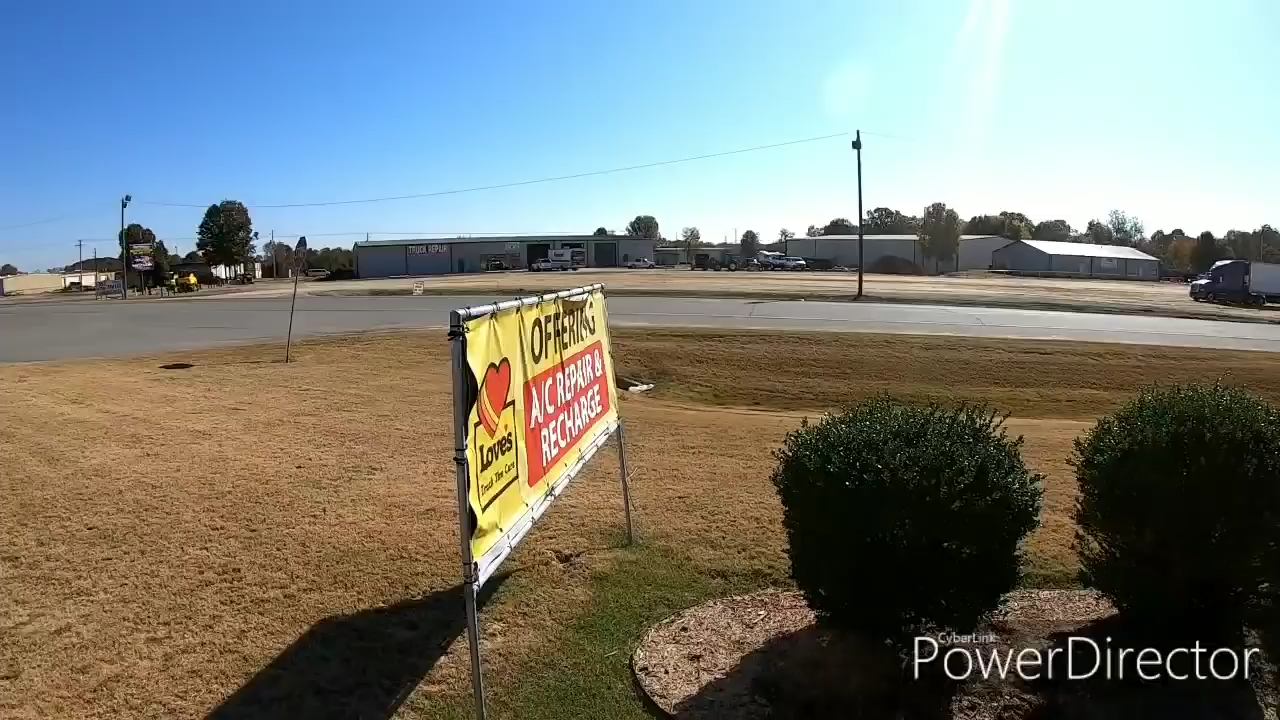 TRUCK REPAIR
OFFERING
A/C REPAIR &
RECHARGE
Love's
Truck Tire Care
CyberLink
PowerDirector